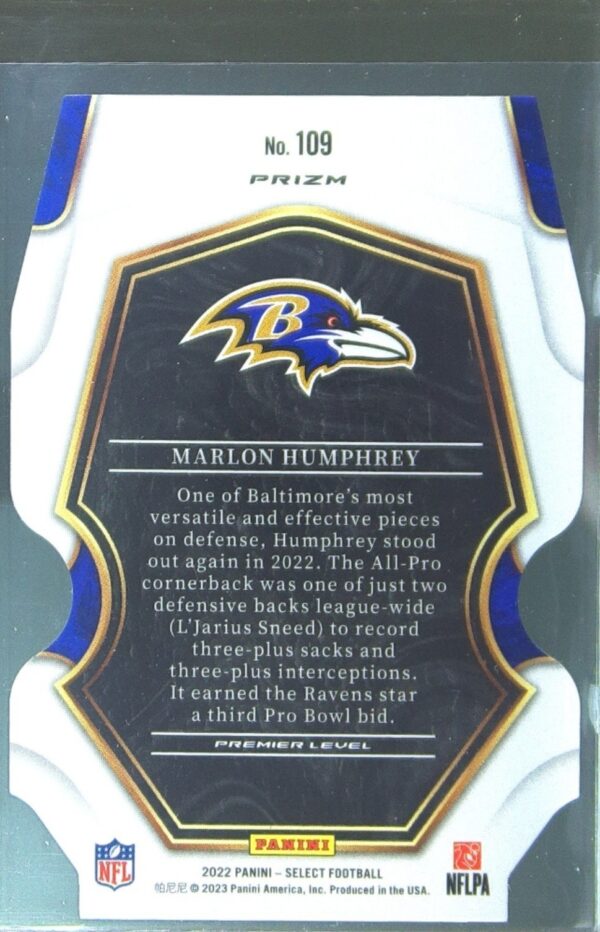 No. 109
PRIZM
B
MARLON HUMPHREY
One of Baltimore's most
versatile and effective pieces
on defense, Humphrey stood
out again in 2022. The All-Pro
cornerback was one of just two
defensive backs league-wide
(L'Jarius Sneed) to record
three-plus sacks and
three-plus interceptions.
It earned the Ravens star
a third Pro Bowl bid.
PREMIER LEVEL
PANINI
NFL
2022 PANINI – SELECT FOOTBALL
帕尼尼 © 2023 Panini America, Inc. Produced in the USA.
NFLPA